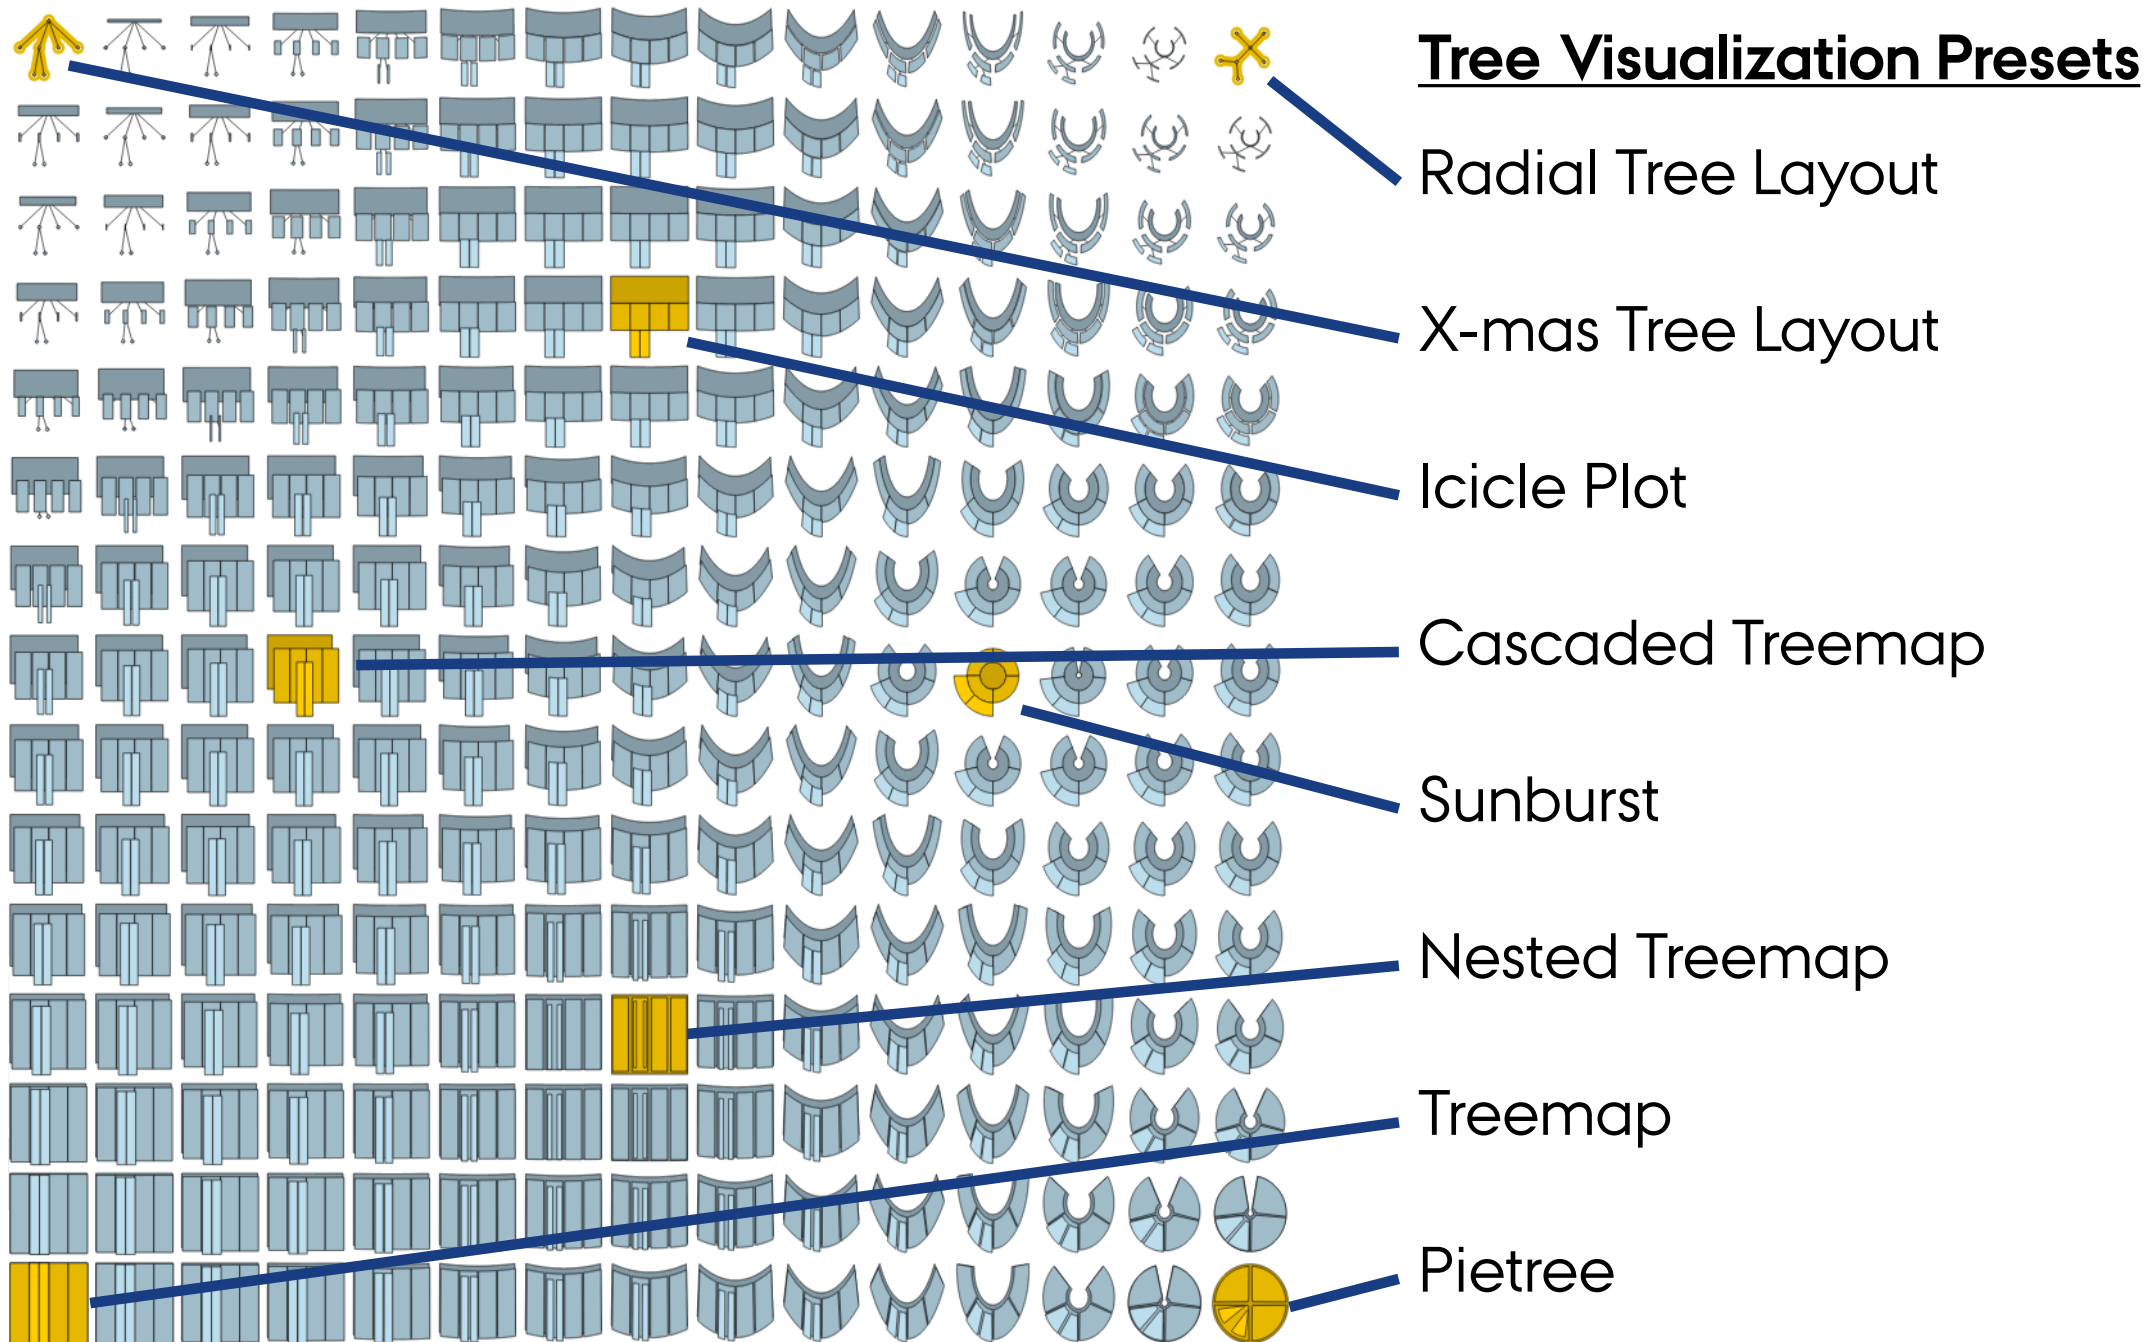 Tree Visualization Presets
Radial Tree Layout
X-mas Tree Layout
Icicle Plot
Cascaded Treemap
Sunburst
Nested Treemap
Treemap
Pietree